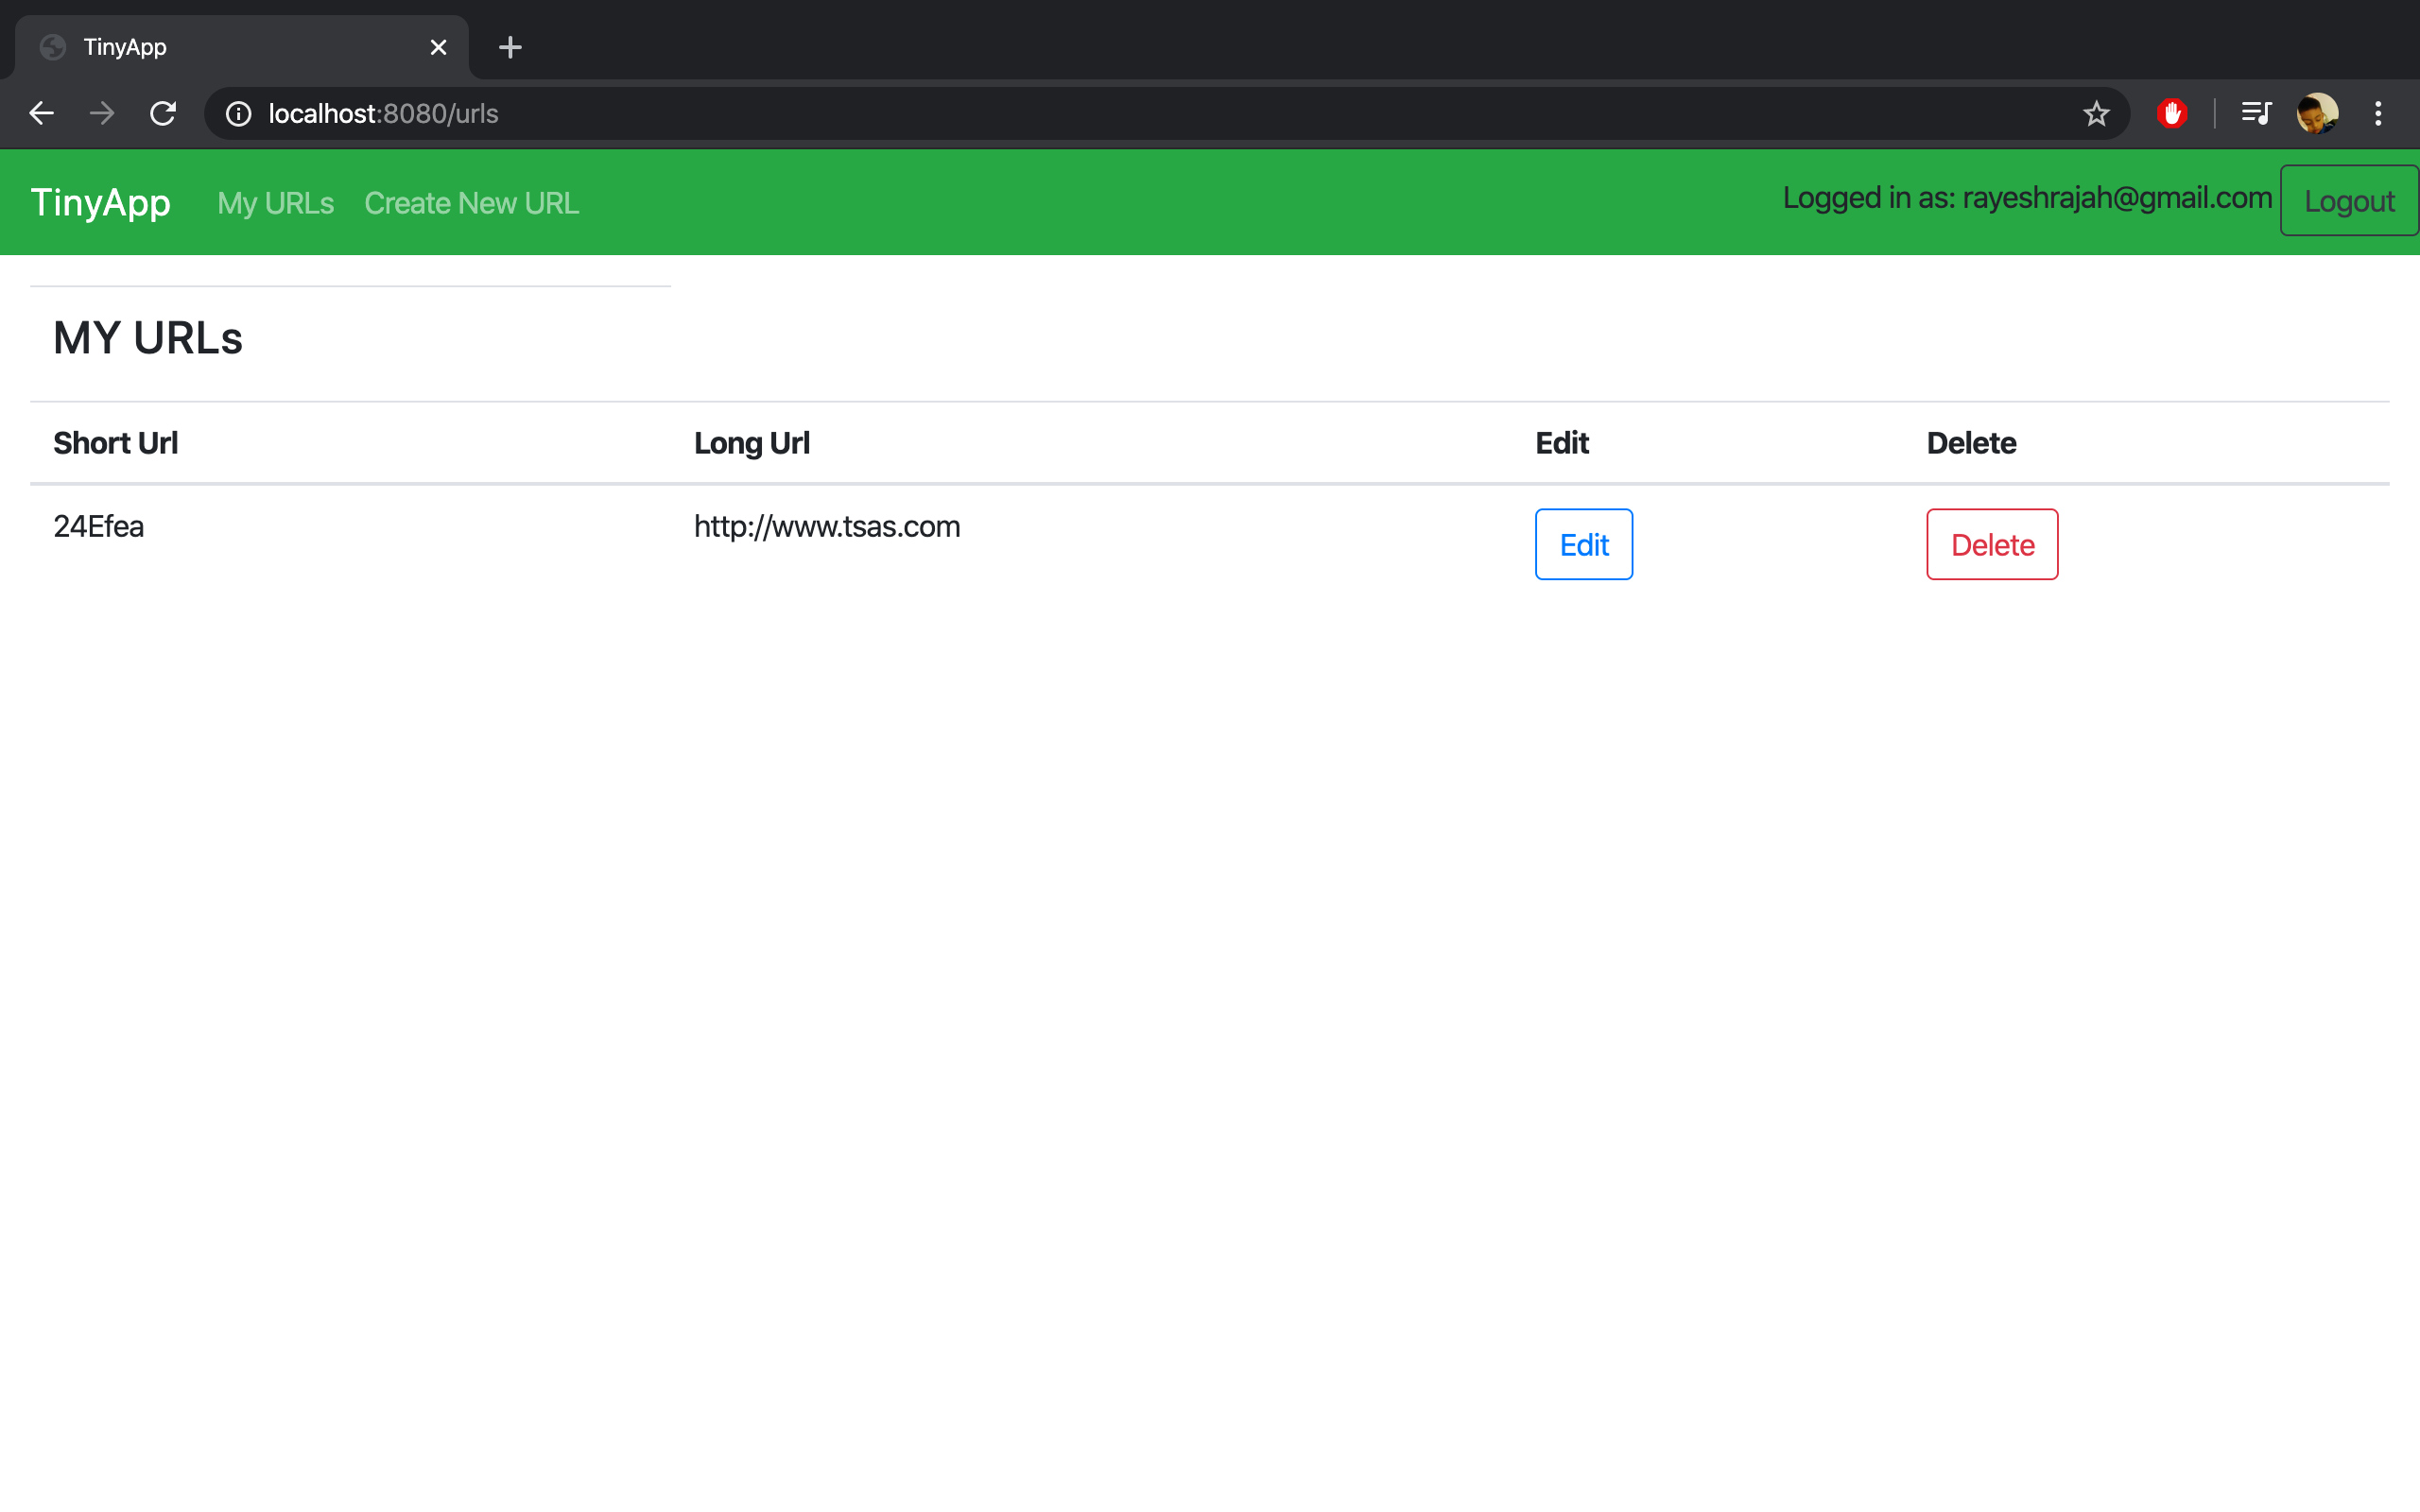 TinyApp
localhost:8080/urls
TinyApp My URLs Create New URL Logged in as: rayeshrajah@gmail.com Logout
MY URLs
Short Url Long Url Edit Delete
24Efea http://www.tsas.com Edit Delete